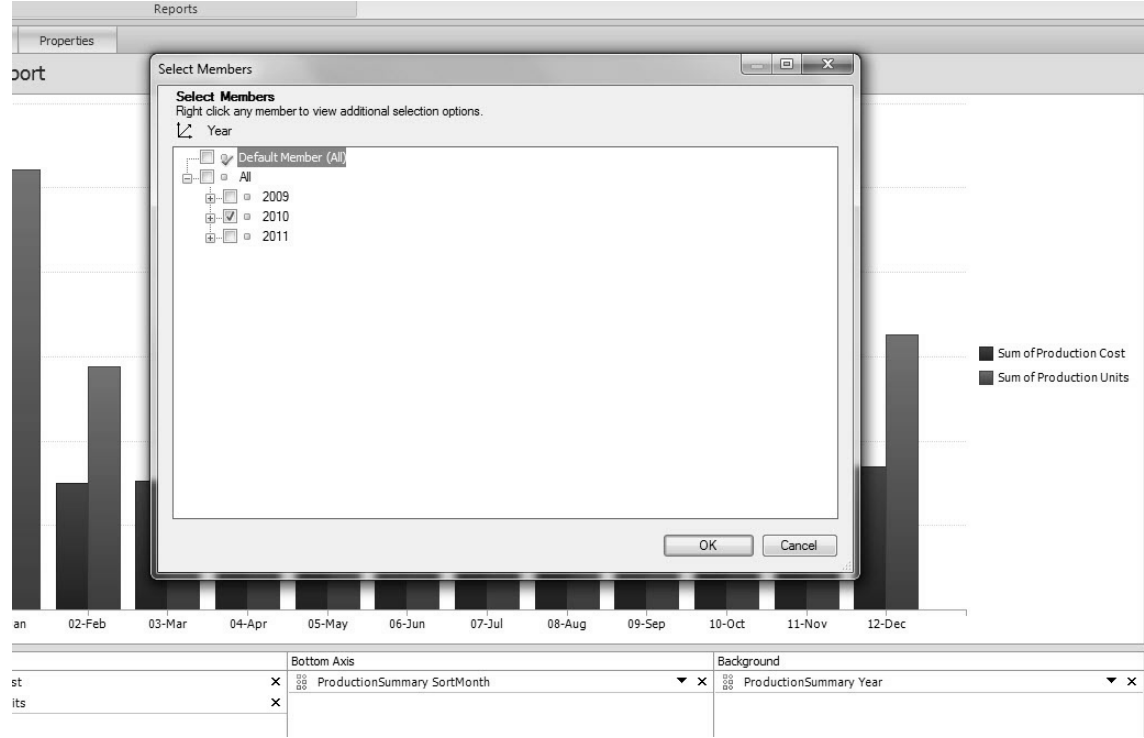 Reports
Properties
port
Select Members
Select Members
Right click any member to view additional selection options.
Year
Default Member (All)
All
2009
2010
2011
OK
Cancel
Sum of Production Cost
Sum of Production Units
an 02-Feb 03-Mar 04-Apr 05-May 06-Jun 07-Jul 08-Aug 09-Sep 10-Oct 11-Nov 12-Dec
Bottom Axis Background
st ProductionSummary SortMonth ProductionSummary Year
its